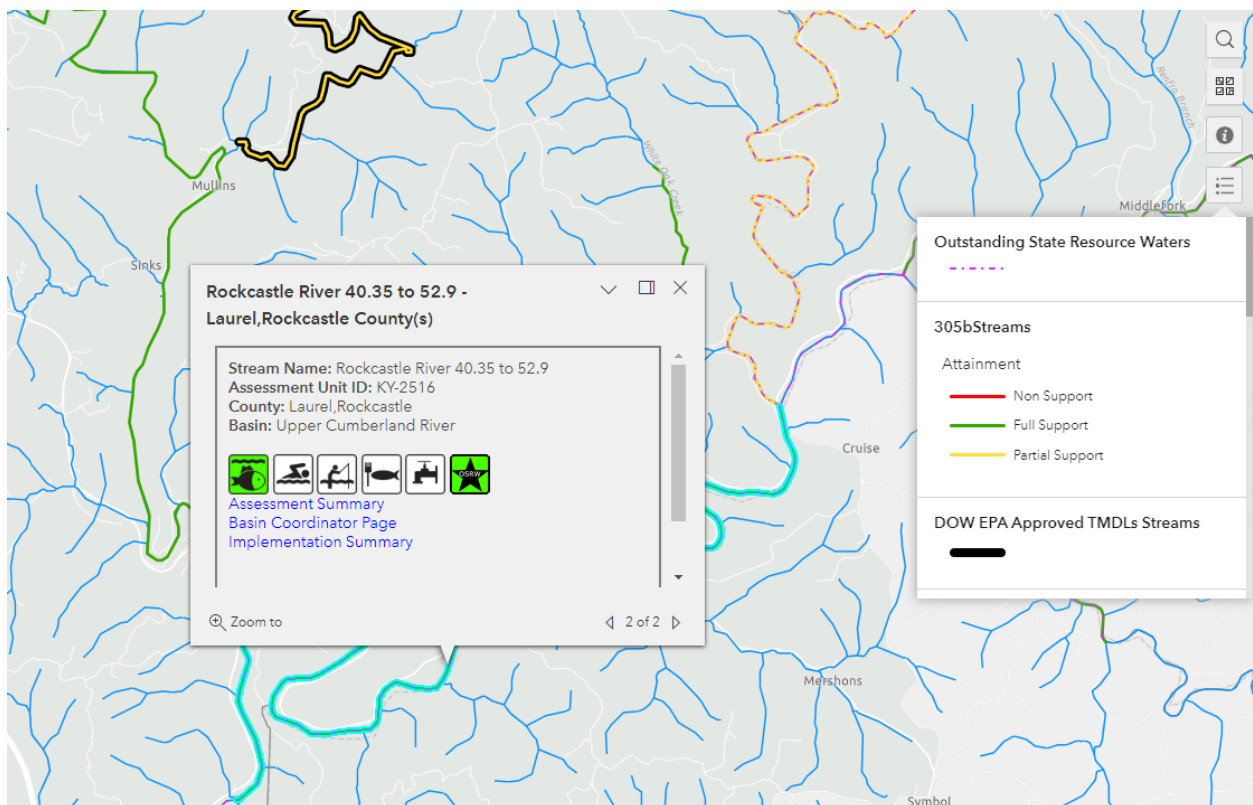 Renfro Branch
White Oak Creek
Mullins
Middlefork
Sinks
Outstanding State Resource Waters
Rockcastle River 40.35 to 52.9 -
Laurel,Rockcastle County(s)
305bStreams
Attainment
Non Support
Full Support
Partial Support
Stream Name: Rockcastle River 40.35 to 52.9
Assessment Unit ID: KY-2516
County: Laurel,Rockcastle
Basin: Upper Cumberland River
OSRW
Assessment Summary
Basin Coordinator Page
Implementation Summary
Cruise
DOW EPA Approved TMDLs Streams
Zoom to
2 of 2
Mershons
Symbol